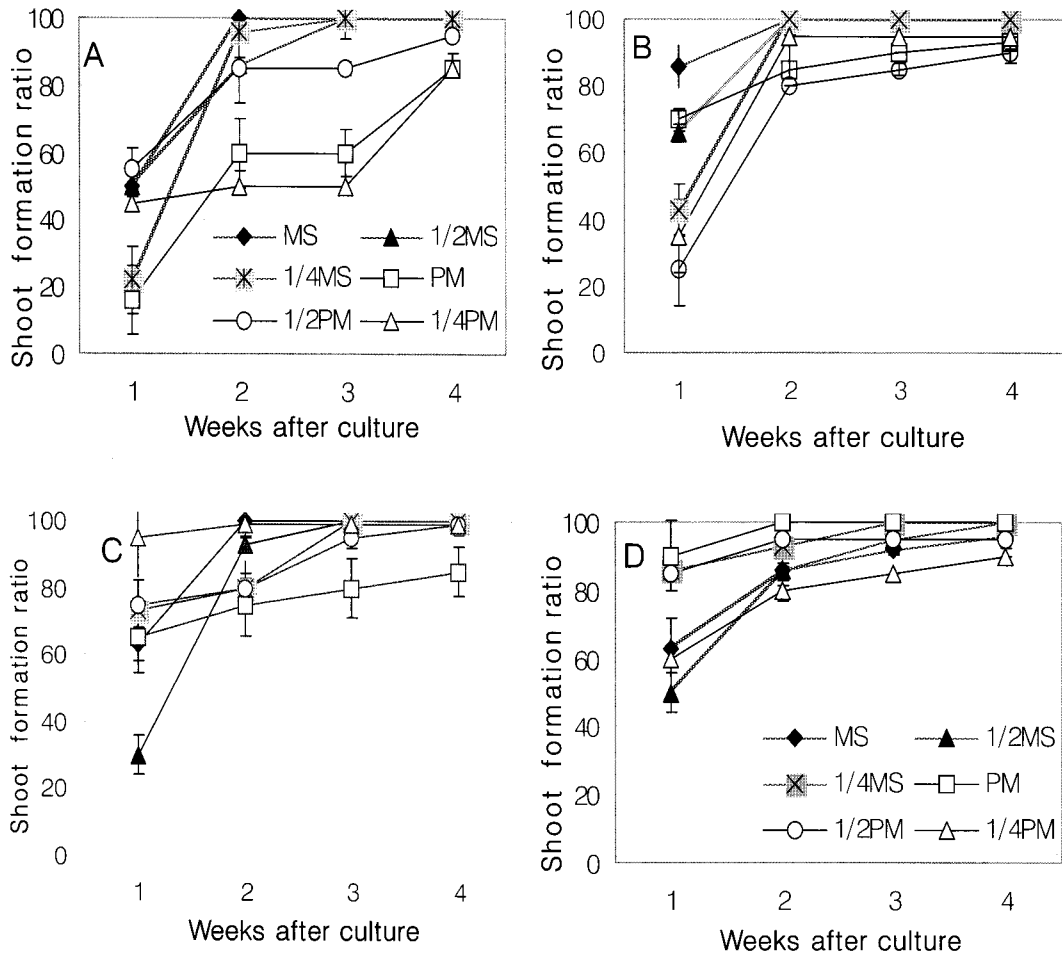 A
Shoot formation ratio
100
80
60
40
20
0
MS
1/2MS
1/4MS
PM
1/2PM
1/4PM
1 2 3 4
Weeks after culture
B
Shoot formation ratio
100
80
60
40
20
0
1 2 3 4
Weeks after culture
C
Shoot formation ratio
100
80
60
40
20
0
1 2 3 4
Weeks after culture
D
Shoot formation ratio
100
80
60
40
20
0
MS
1/2MS
1/4MS
PM
1/2PM
1/4PM
1 2 3 4
Weeks after culture